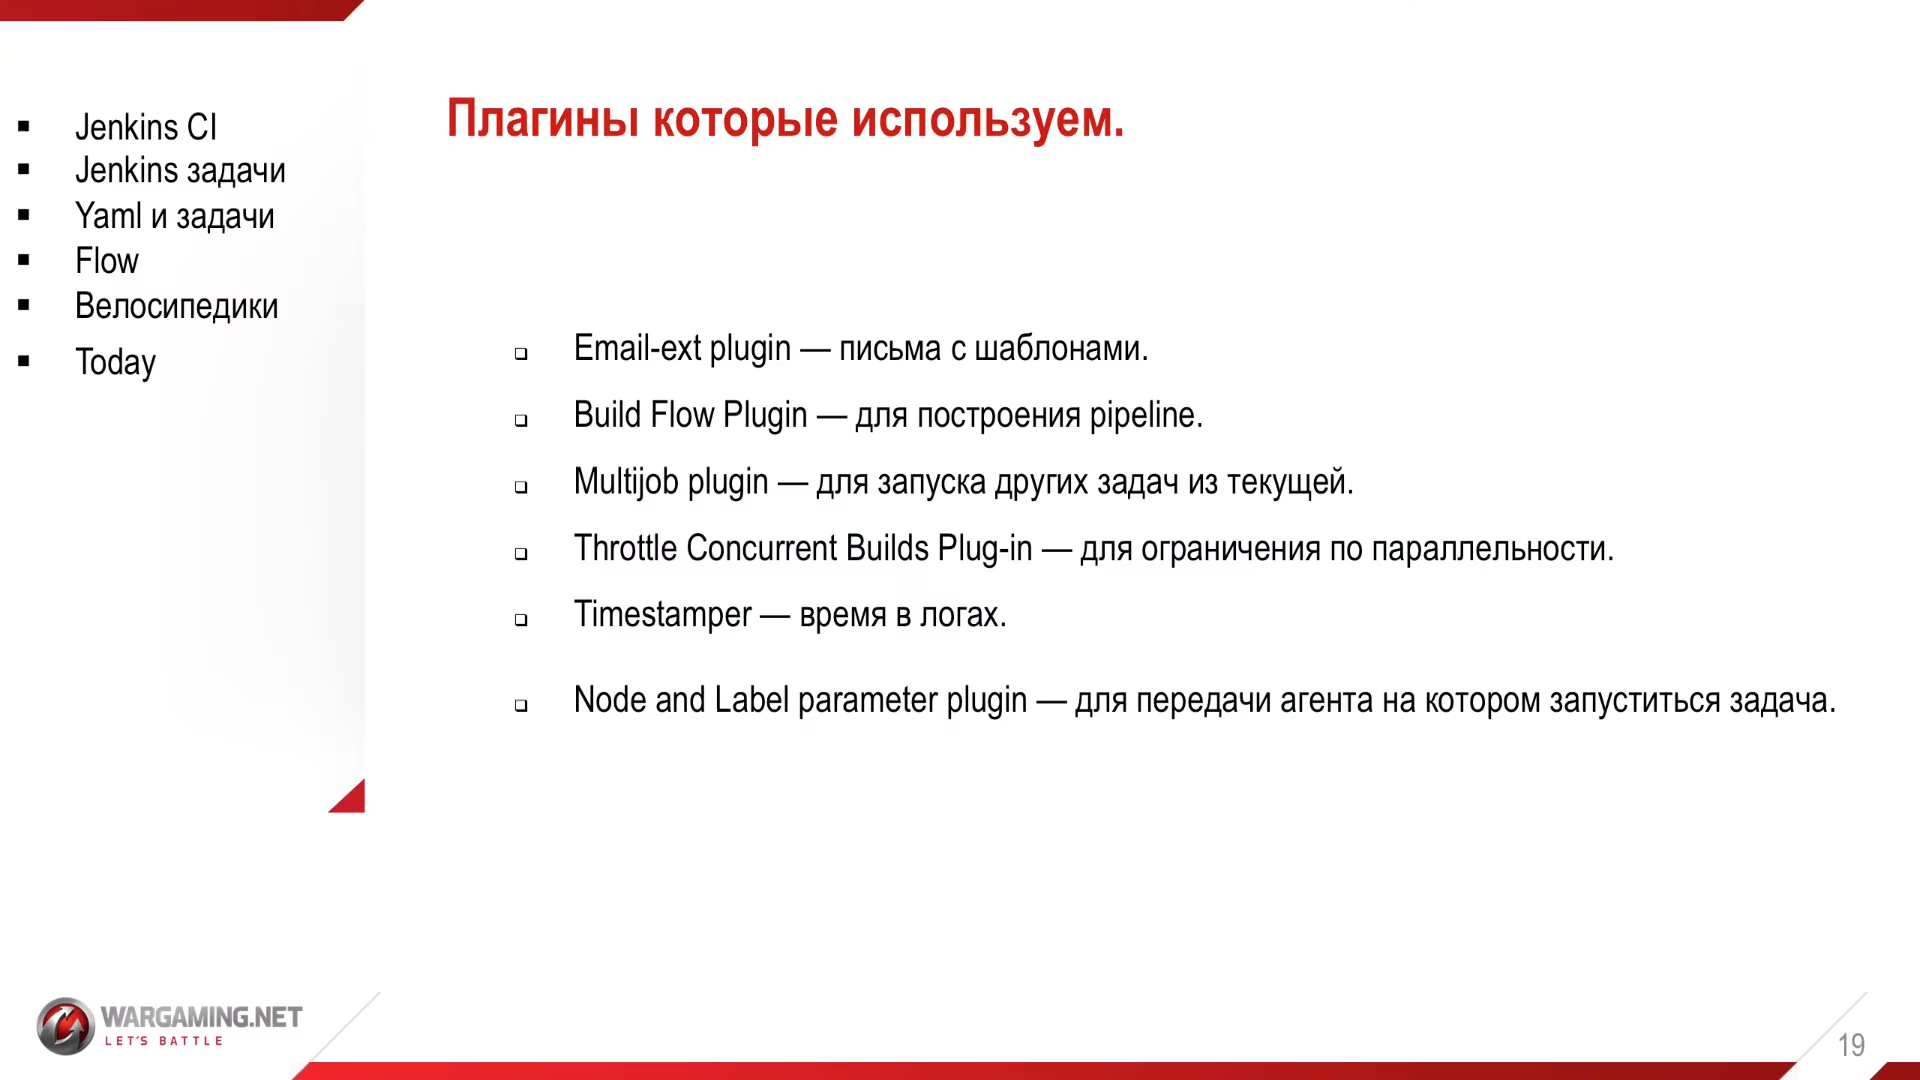 Jenkins CI
Jenkins задачи
Yaml и задачи
Flow
Велосипедики
Today
Плагины которые используем.
Email-ext plugin — письма с шаблонами.
Build Flow Plugin — для построения pipeline.
Multijob plugin — для запуска других задач из текущей.
Throttle Concurrent Builds Plug-in — для ограничения по параллельности.
Timestamper — время в логах.
Node and Label parameter plugin — для передачи агента на котором запуститься задача.
WARGAMING.NET
LET'S BATTLE
19